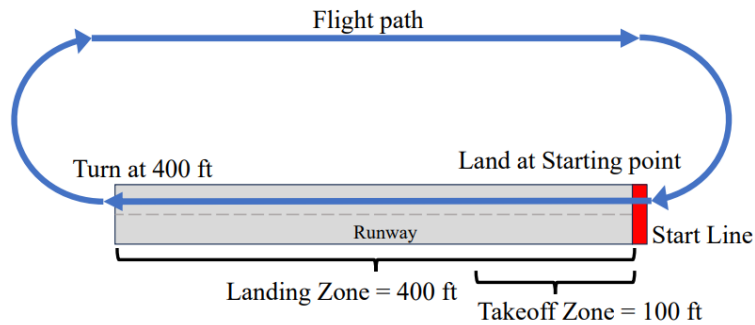 Flight path
Turn at 400 ft
Land at Starting point
Runway
Start Line
Landing Zone = 400 ft
Takeoff Zone = 100 ft